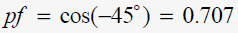 pf = cos(−45°) = 0.707